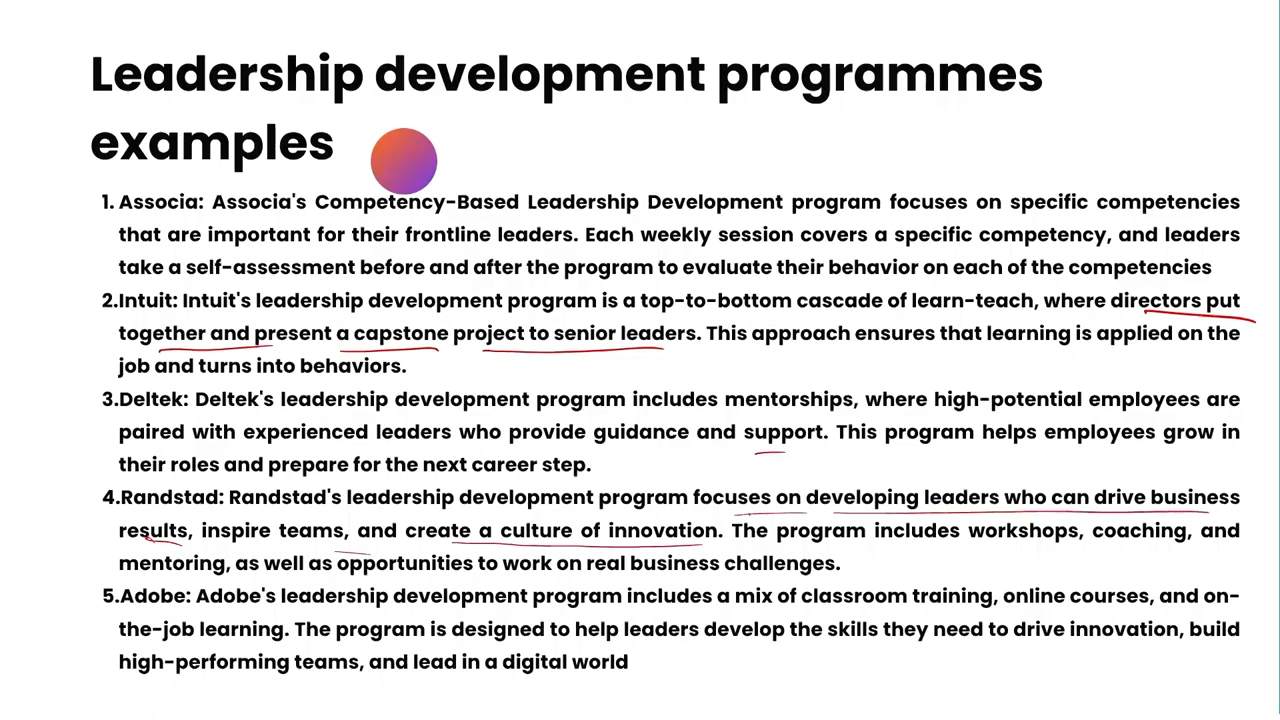 Leadership development programmes
examples
1. Associa: Associa's Competency-Based Leadership Development program focuses on specific competencies
that are important for their frontline leaders. Each weekly session covers a specific competency, and leaders
take a self-assessment before and after the program to evaluate their behavior on each of the competencies
2.Intuit: Intuit's leadership development program is a top-to-bottom cascade of learn-teach, where directors put
together and present a capstone project to senior leaders. This approach ensures that learning is applied on the
job and turns into behaviors.
3.Deltek: Deltek's leadership development program includes mentorships, where high-potential employees are
paired with experienced leaders who provide guidance and support. This program helps employees grow in
their roles and prepare for the next career step.
4.Randstad: Randstad's leadership development program focuses on developing leaders who can drive business
results, inspire teams, and create a culture of innovation. The program includes workshops, coaching, and
mentoring, as well as opportunities to work on real business challenges.
5.Adobe: Adobe's leadership development program includes a mix of classroom training, online courses, and on-
the-job learning. The program is designed to help leaders develop the skills they need to drive innovation, build
high-performing teams, and lead in a digital world